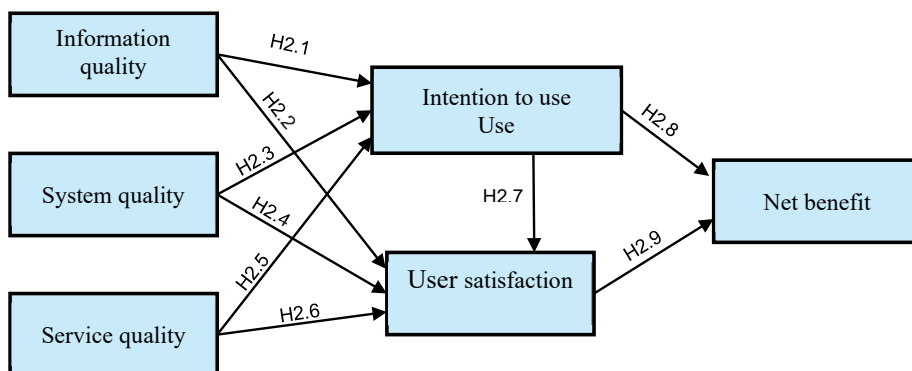 Information
quality
H2.1
H2.2
Intention to use
Use
H2.8
System quality
H2.3
H2.4
H2.7
Net benefit
H2.5
User satisfaction
H2.9
Service quality
H2.6